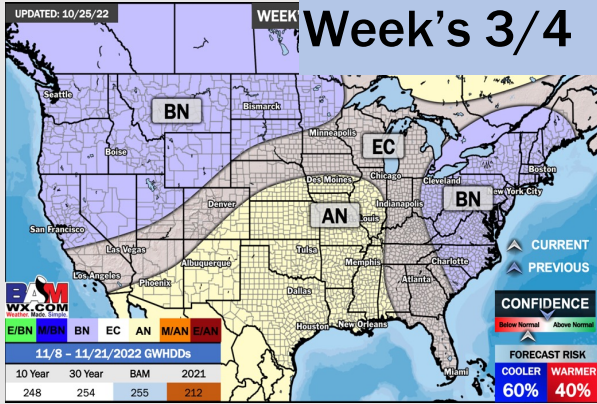 UPDATED: 10/25/22
WEEK
Week's 3/4
Seattle
BN
Bismarck
Minneapolis
EC
Boise
Boston
Des Moines
Chicago
Cleveland
ew York City
BN
Denver
Indianapolis
AN
Louis
San Francisco
Las Vegas
Albuquerque
Tulsa
Memphis
Charlotte
Los Angeles
Phoenix
Atlanta
Dallas
Houston
New Orleans
Miami
CURRENT
PREVIOUS
BAM
WX.COM
Weather. Made. Simple.
E/BN M/BN BN EC AN M/AN E/AN
11/8 – 11/21/2022 GWHDDs
10 Year 30 Year BAM 2021
248 254 255 212
CONFIDENCE
Below Normal Above Normal
FORECAST RISK
COOLER WARMER
60% 40%